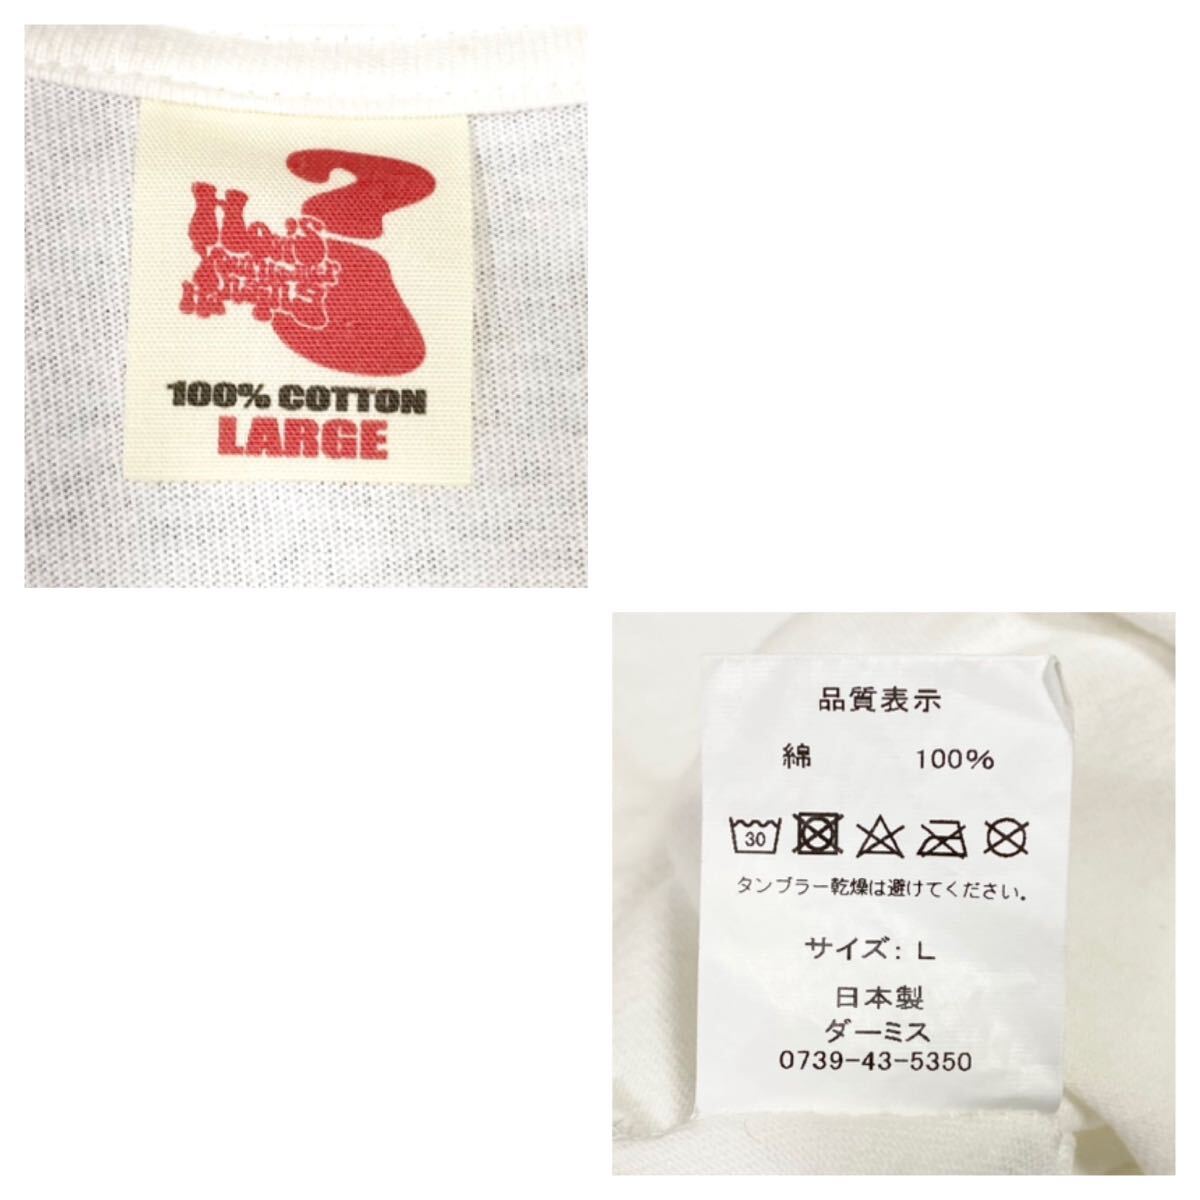 100% COTTON
LARGE
品質表示
綿 100%
30
タンブラー乾燥は避けてください。
サイズ: L
日本製
ダーミス
0739-43-5350